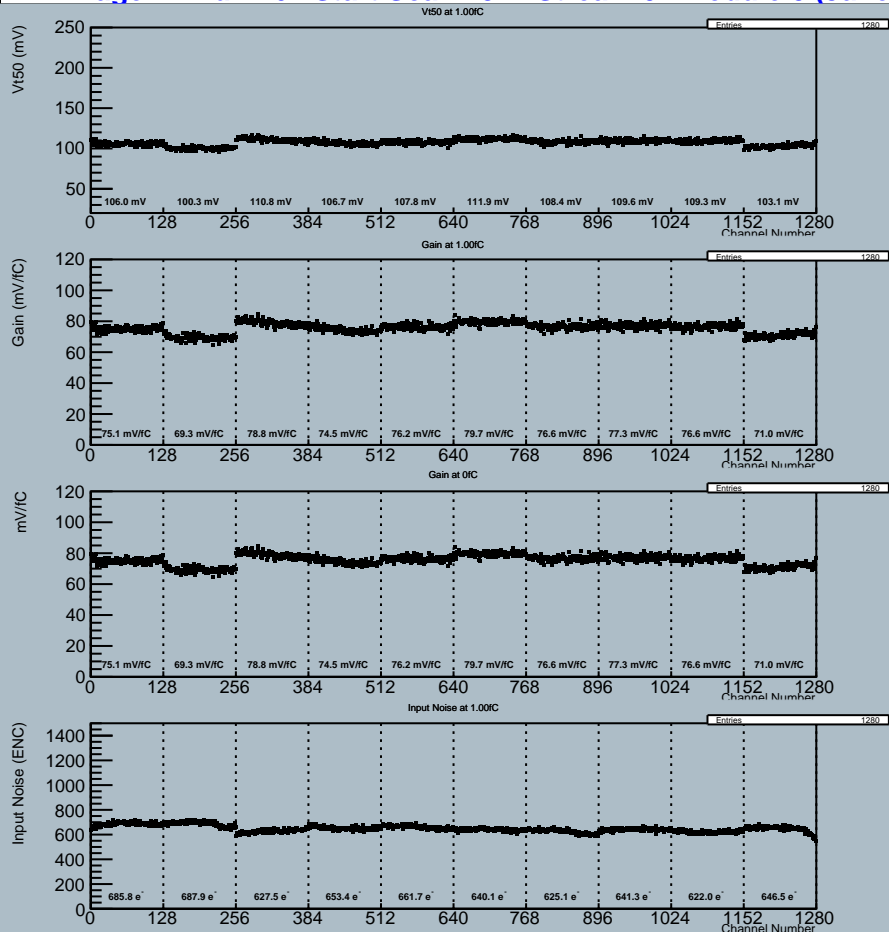 Vt50 at 1.00fC
Entries 1280
Vt50 (mV)
250
200
150
100
50
106.0 mV 100.3 mV 110.8 mV 106.7 mV 107.8 mV 111.9 mV 108.4 mV 109.6 mV 109.3 mV 103.1 mV
0 128 256 384 512 640 768 896 1024 1152 1280
Channel Number
Gain at 1.00fC
Entries 1280
Gain (mV/fC)
120
100
80
60
40
20
0
75.1 mV/fC 69.3 mV/fC 78.8 mV/fC 74.5 mV/fC 76.2 mV/fC 79.7 mV/fC 76.6 mV/fC 77.3 mV/fC 76.6 mV/fC 71.0 mV/fC
0 128 256 384 512 640 768 896 1024 1152 1280
Channel Number
Gain at 0fC
Entries 1280
mV/fC
120
100
80
60
40
20
0
75.1 mV/fC 69.3 mV/fC 78.8 mV/fC 74.5 mV/fC 76.2 mV/fC 79.7 mV/fC 76.6 mV/fC 77.3 mV/fC 76.6 mV/fC 71.0 mV/fC
0 128 256 384 512 640 768 896 1024 1152 1280
Channel Number
Input Noise at 1.00fC
Entries 1280
Input Noise (ENC)
1400
1200
1000
800
600
400
200
0
685.8 e⁻ 687.9 e⁻ 627.5 e⁻ 653.4 e⁻ 661.7 e⁻ 640.1 e⁻ 625.1 e⁻ 641.3 e⁻ 622.0 e⁻ 646.5 e⁻
0 128 256 384 512 640 768 896 1024 1152 1280
Channel Number